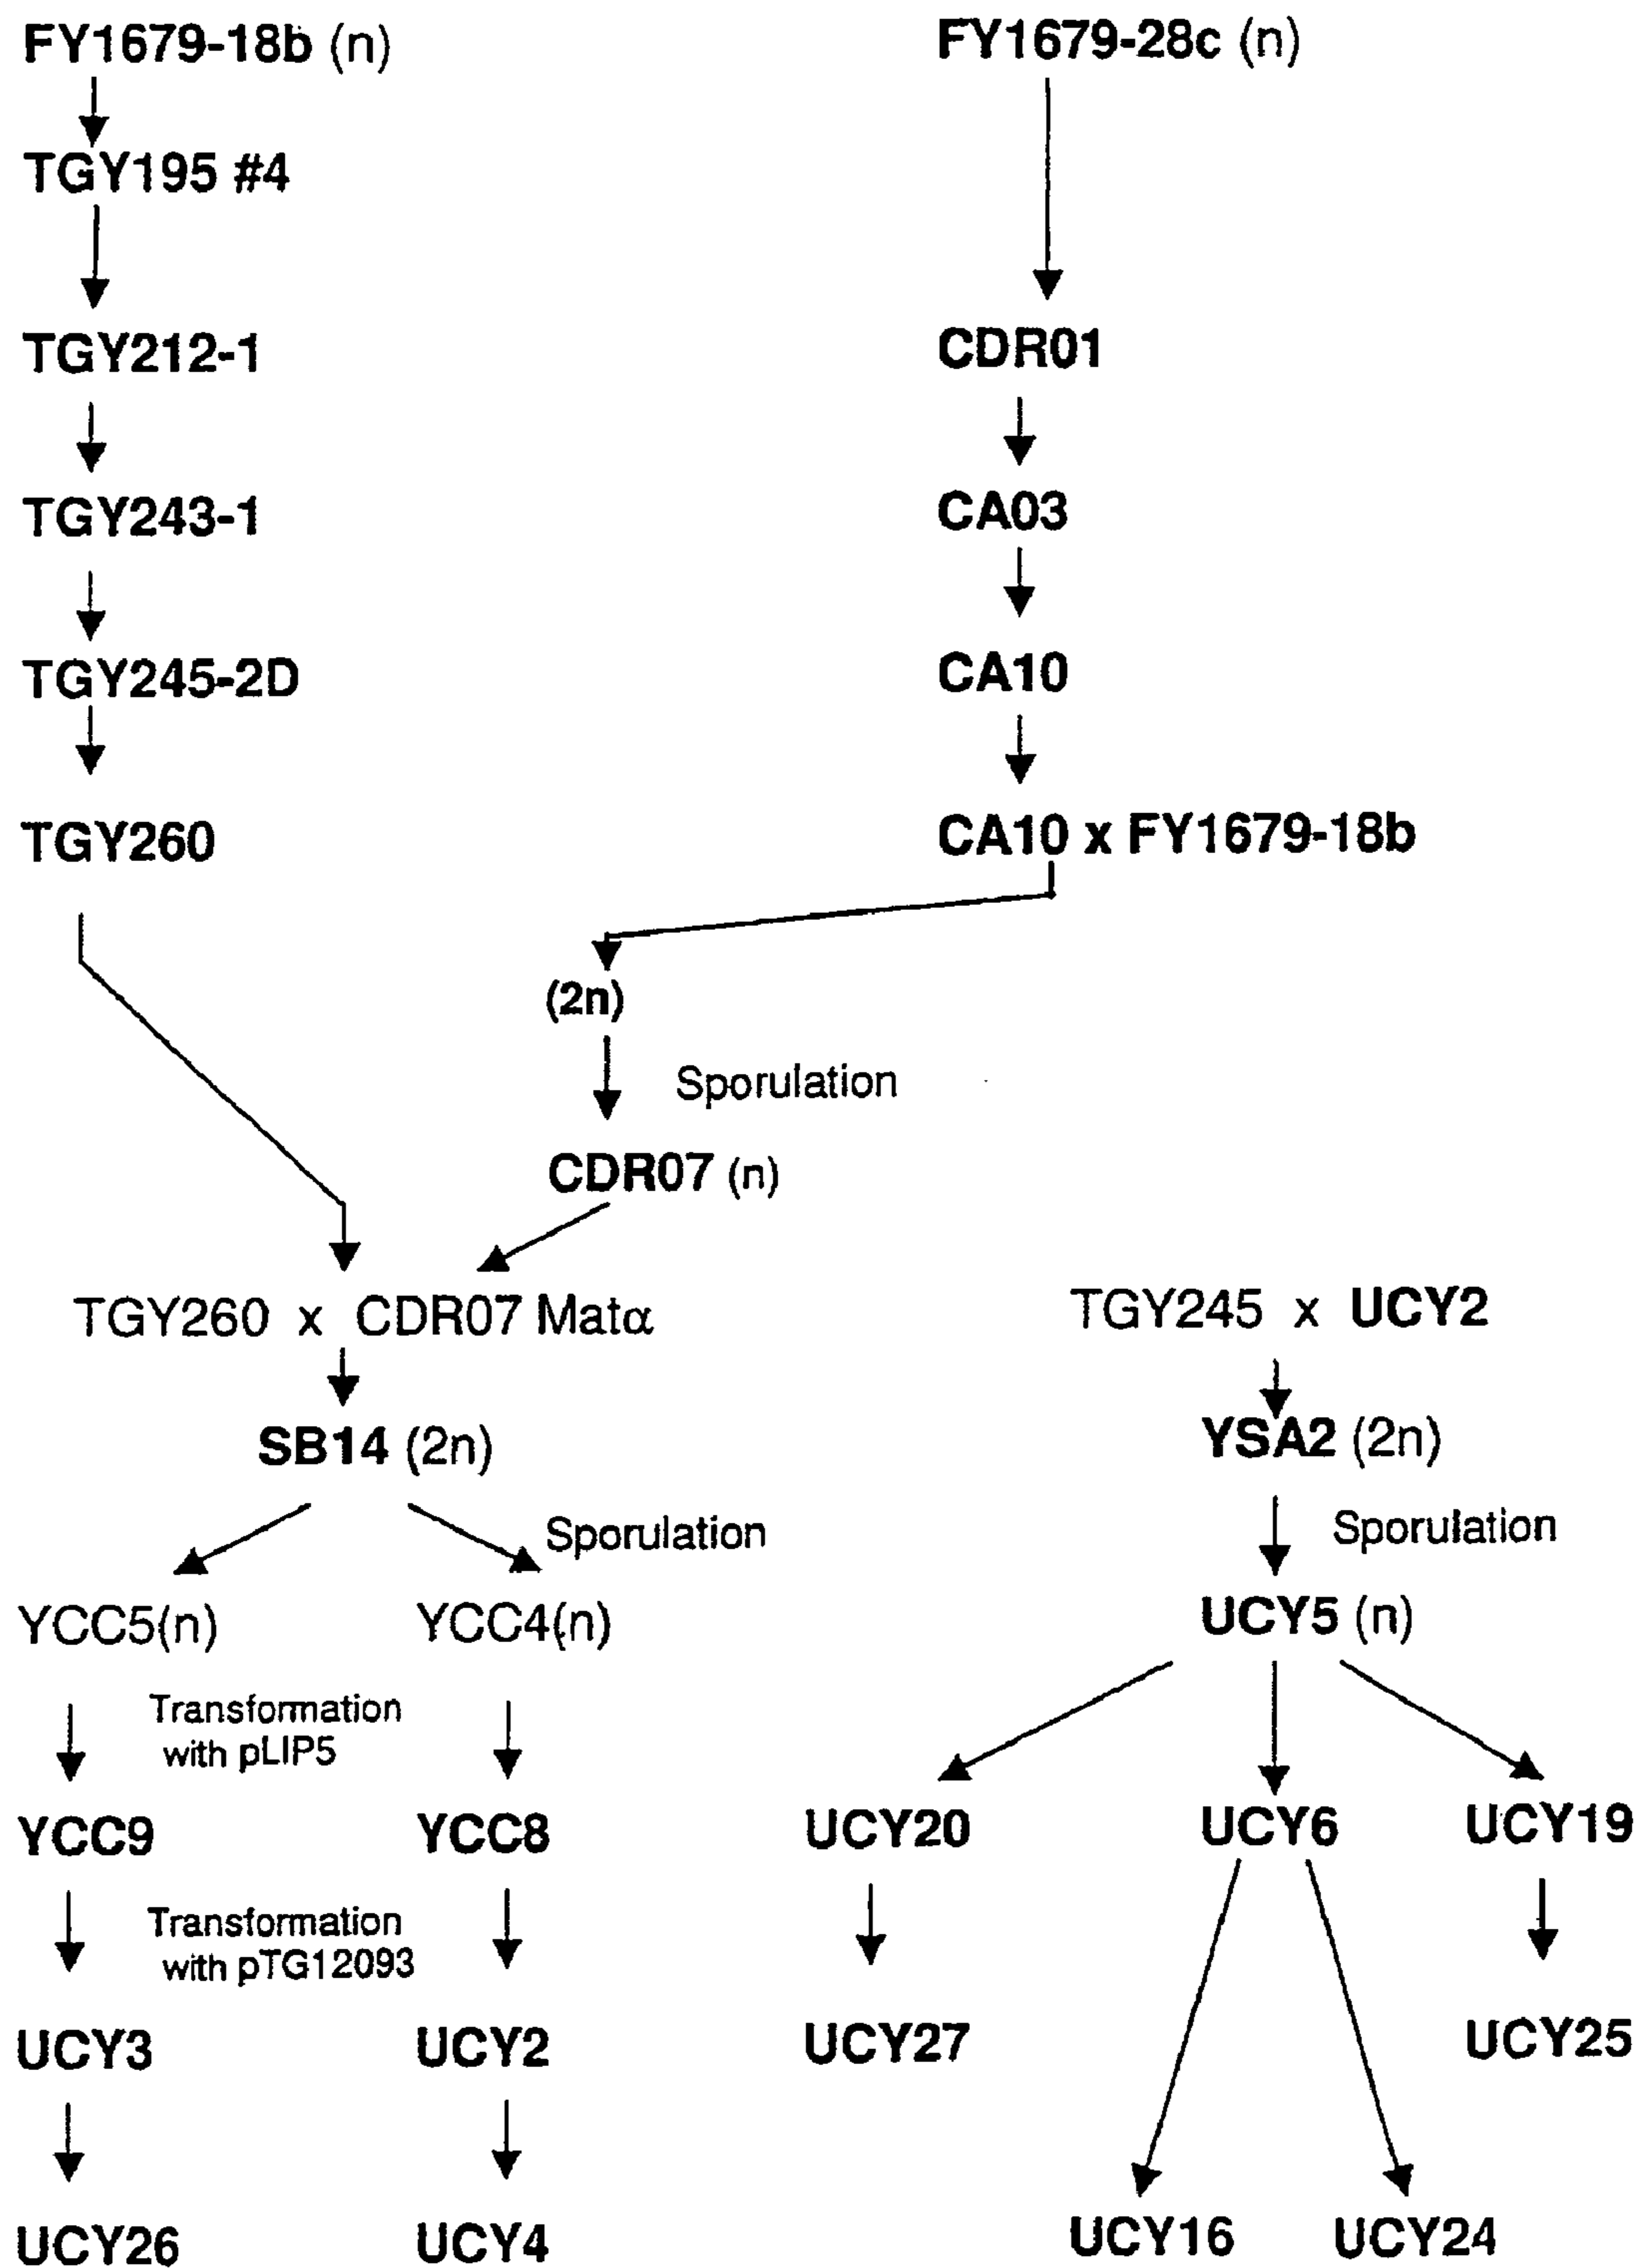 FY1679-18b (n)
FY1679-28c (n)
TGY195 #4
TGY212-1
CDR01
TGY243-1
CA03
TGY245-2D
CA10
TGY260
CA10 x FY1679-18b
(2n)
Sporulation
CDR07 (n)
TGY260 x CDR07 Matα
TGY245 x UCY2
SB14 (2n)
YSA2 (2n)
Sporulation
Sporulation
YCC5(n)
YCC4(n)
UCY5 (n)
Transformation
with pLIP5
YCC9
YCC8
UCY20
UCY6
UCY19
Transformation
with pTG12093
UCY3
UCY2
UCY27
UCY25
UCY26
UCY4
UCY16
UCY24